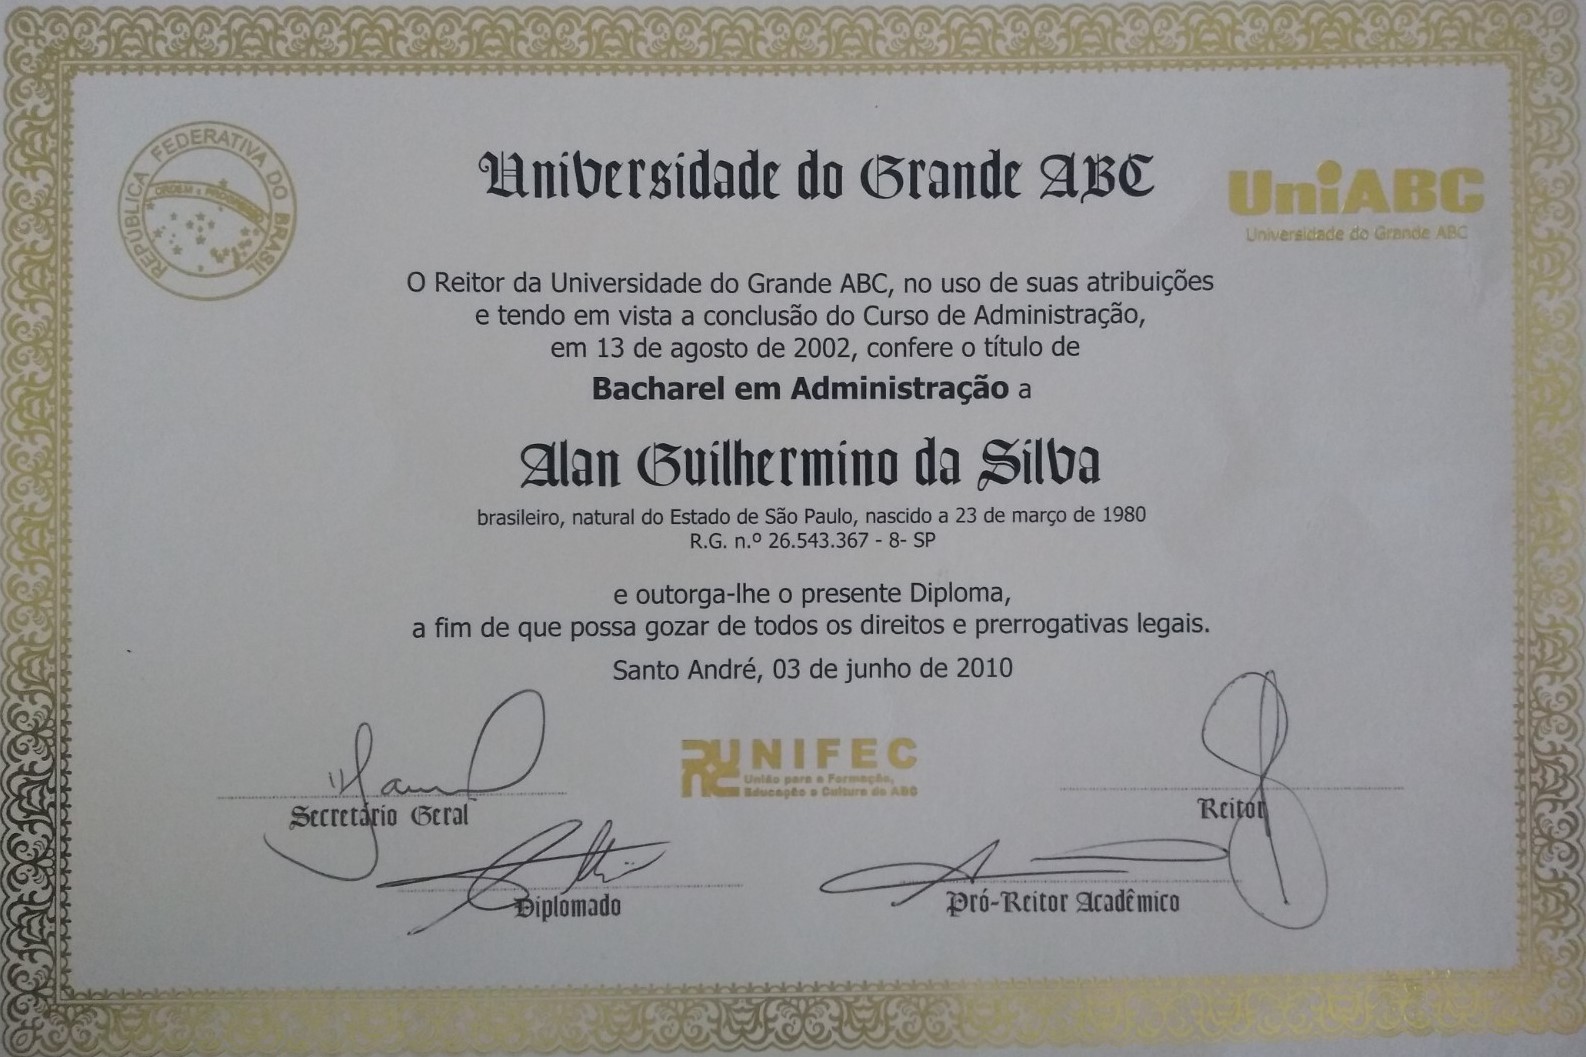 REPÚBLICA FEDERATIVA DO BRASIL
ORDEM E PROGRESSO
Universidade do Grande ABC
UniABC
Universidade do Grande ABC
O Reitor da Universidade do Grande ABC, no uso de suas atribuições
e tendo em vista a conclusão do Curso de Administração,
em 13 de agosto de 2002, confere o título de
Bacharel em Administração a
Alan Guilhermino da Silva
brasileiro, natural do Estado de São Paulo, nascido a 23 de março de 1980
R.G. n.º 26.543.367 - 8- SP
e outorga-lhe o presente Diploma,
a fim de que possa gozar de todos os direitos e prerrogativas legais.
Santo André, 03 de junho de 2010
UNIFEC
União para a Formação,
Educação e Cultura do ABC
Secretário Geral
Reitor
Diplomado
Pró-Reitor Acadêmico